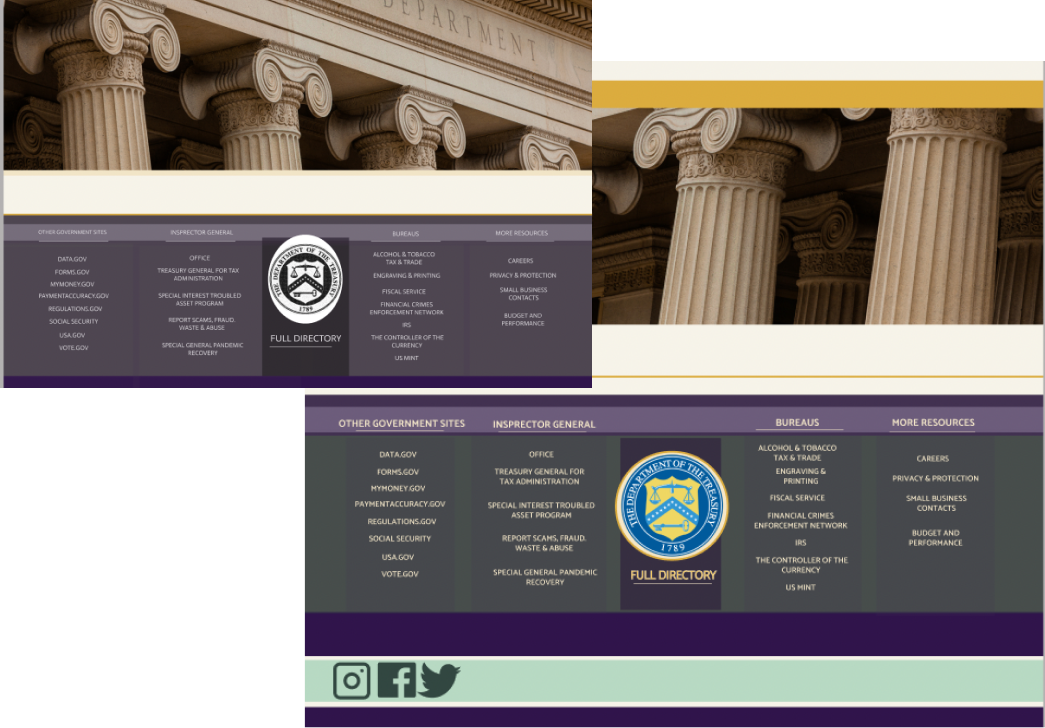 DEPARTMENT
OTHER GOVERNMENT SITES
DATA.GOV
FORMS.GOV
MYMONEY.GOV
PAYMENTACCURACY.GOV
REGULATIONS.GOV
SOCIAL SECURITY
USA.GOV
VOTE.GOV
INSPRECTOR GENERAL
OFFICE
TREASURY GENERAL FOR TAX
ADMINISTRATION
SPECIAL INTEREST TROUBLED
ASSET PROGRAM
REPORT SCAMS, FRAUD.
WASTE & ABUSE
SPECIAL GENERAL PANDEMIC
RECOVERY
THE DEPARTMENT OF THE TREASURY
1789
FULL DIRECTORY
BUREAUS
ALCOHOL & TOBACCO
TAX & TRADE
ENGRAVING & PRINTING
FISCAL SERVICE
FINANCIAL CRIMES
ENFORCEMENT NETWORK
IRS
THE CONTROLLER OF THE
CURRENCY
US MINT
MORE RESOURCES
CAREERS
PRIVACY & PROTECTION
SMALL BUSINESS
CONTACTS
BUDGET AND
PERFORMANCE
OTHER GOVERNMENT SITES
DATA.GOV
FORMS.GOV
MYMONEY.GOV
PAYMENTACCURACY.GOV
REGULATIONS.GOV
SOCIAL SECURITY
USA.GOV
VOTE.GOV
INSPRECTOR GENERAL
OFFICE
TREASURY GENERAL FOR
TAX ADMINISTRATION
SPECIAL INTEREST TROUBLED
ASSET PROGRAM
REPORT SCAMS, FRAUD.
WASTE & ABUSE
SPECIAL GENERAL PANDEMIC
RECOVERY
THE DEPARTMENT OF THE TREASURY
1789
FULL DIRECTORY
BUREAUS
ALCOHOL & TOBACCO
TAX & TRADE
ENGRAVING &
PRINTING
FISCAL SERVICE
FINANCIAL CRIMES
ENFORCEMENT NETWORK
IRS
THE CONTROLLER OF THE
CURRENCY
US MINT
MORE RESOURCES
CAREERS
PRIVACY & PROTECTION
SMALL BUSINESS
CONTACTS
BUDGET AND
PERFORMANCE